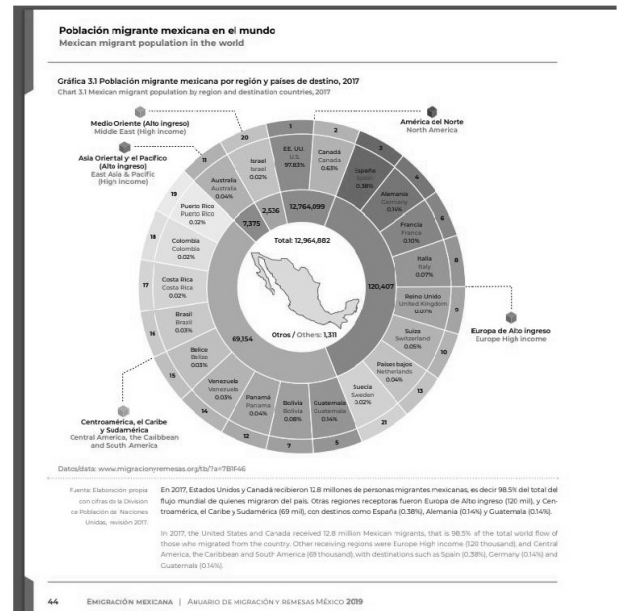 Población migrante mexicana en el mundo
Mexican migrant population in the world
Gráfica 3.1 Población migrante mexicana por región y países de destino, 2017
Chart 3.1 Mexican migrant population by region and destination countries, 2017
Medio Oriente (Alto ingreso)
Middle East (High income)
Asia Oriental y el Pacífico
(Alto ingreso)
East Asia & Pacific
(High income)
América del Norte
North America
1
EE. UU.
U.S.
97.83%
2
Canadá
Canada
0.63%
3
España
Spain
0.38%
4
Alemania
Germany
0.14%
6
Francia
France
0.10%
8
Italia
Italy
0.07%
9
Reino Unido
United Kingdom
0.07%
10
Suiza
Switzerland
0.05%
13
Países bajos
Netherlands
0.04%
21
Suecia
Sweden
0.02%
5
Guatemala
Guatemala
0.14%
7
Bolivia
Bolivia
0.08%
12
Panamá
Panama
0.04%
14
Venezuela
Venezuela
0.03%
15
Belice
Belize
0.03%
16
Brasil
Brazil
0.03%
17
Costa Rica
Costa Rica
0.02%
18
Colombia
Colombia
0.02%
19
Puerto Rico
Puerto Rico
0.02%
11
Australia
Australia
0.04%
20
Israel
Israel
0.02%
7,375
2,536
12,764,099
120,407
69,154
Total: 12,964,882
Otros / Others: 1,311
Europa de Alto ingreso
Europe High income
Centroamérica, el Caribe
y Sudamérica
Central America, the Caribbean
and South America
Datos/data: www.migracionyremesas.org/tb/?a=7B1F46
Fuente: Elaboración propia
con cifras de la División
de Población de Naciones
Unidas, revisión 2017.
En 2017, Estados Unidos y Canadá recibieron 12.8 millones de personas migrantes mexicanas, es decir 98.5% del total del
flujo mundial de quienes migraron del país. Otras regiones receptoras fueron Europa de Alto ingreso (120 mil), y Cen-
troamérica, el Caribe y Sudamérica (69 mil), con destinos como España (0.38%), Alemania (0.14%) y Guatemala (0.14%).
In 2017, the United States and Canada received 12.8 million Mexican migrants, that is 98.5% of the total world flow of
those who migrated from the country. Other receiving regions were Europe High income (120 thousand), and Central
America, the Caribbean and South America (69 thousand), with destinations such as Spain (0.38%), Germany (0.14%) and
Guatemala (0.14%).
44 EMIGRACIÓN MEXICANA | ANUARIO DE MIGRACIÓN Y REMESAS MÉXICO 2019